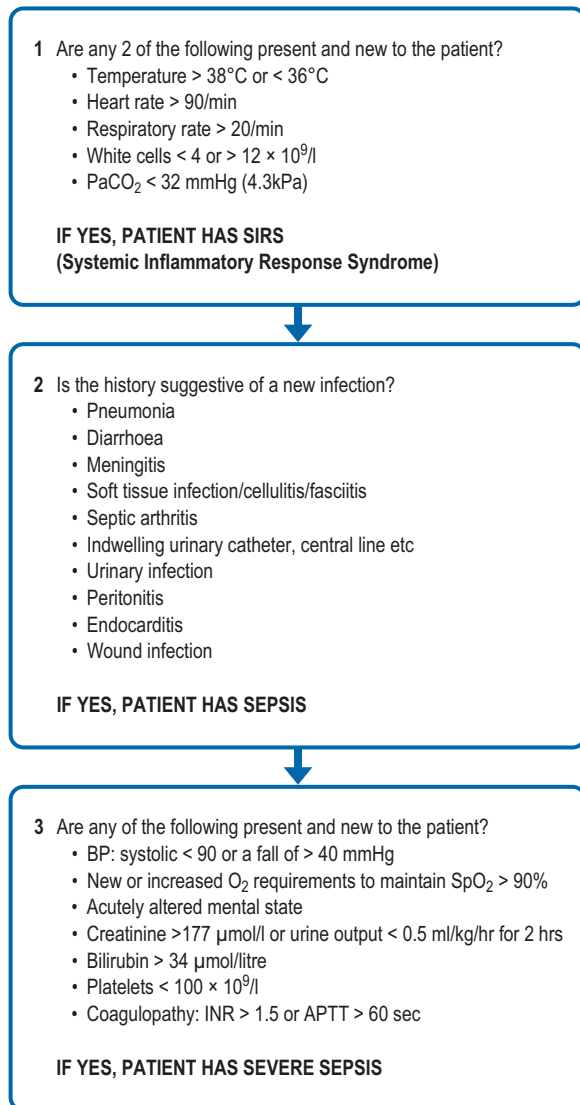 1 Are any 2 of the following present and new to the patient?
• Temperature > 38°C or < 36°C
• Heart rate > 90/min
• Respiratory rate > 20/min
• White cells < 4 or > 12 × 10⁹/l
• PaCO₂ < 32 mmHg (4.3kPa)
IF YES, PATIENT HAS SIRS
(Systemic Inflammatory Response Syndrome)
2 Is the history suggestive of a new infection?
• Pneumonia
• Diarrhoea
• Meningitis
• Soft tissue infection/cellulitis/fasciitis
• Septic arthritis
• Indwelling urinary catheter, central line etc
• Urinary infection
• Peritonitis
• Endocarditis
• Wound infection
IF YES, PATIENT HAS SEPSIS
3 Are any of the following present and new to the patient?
• BP: systolic < 90 or a fall of > 40 mmHg
• New or increased O₂ requirements to maintain SpO₂ > 90%
• Acutely altered mental state
• Creatinine >177 µmol/l or urine output < 0.5 ml/kg/hr for 2 hrs
• Bilirubin > 34 µmol/litre
• Platelets < 100 × 10⁹/l
• Coagulopathy: INR > 1.5 or APTT > 60 sec
IF YES, PATIENT HAS SEVERE SEPSIS